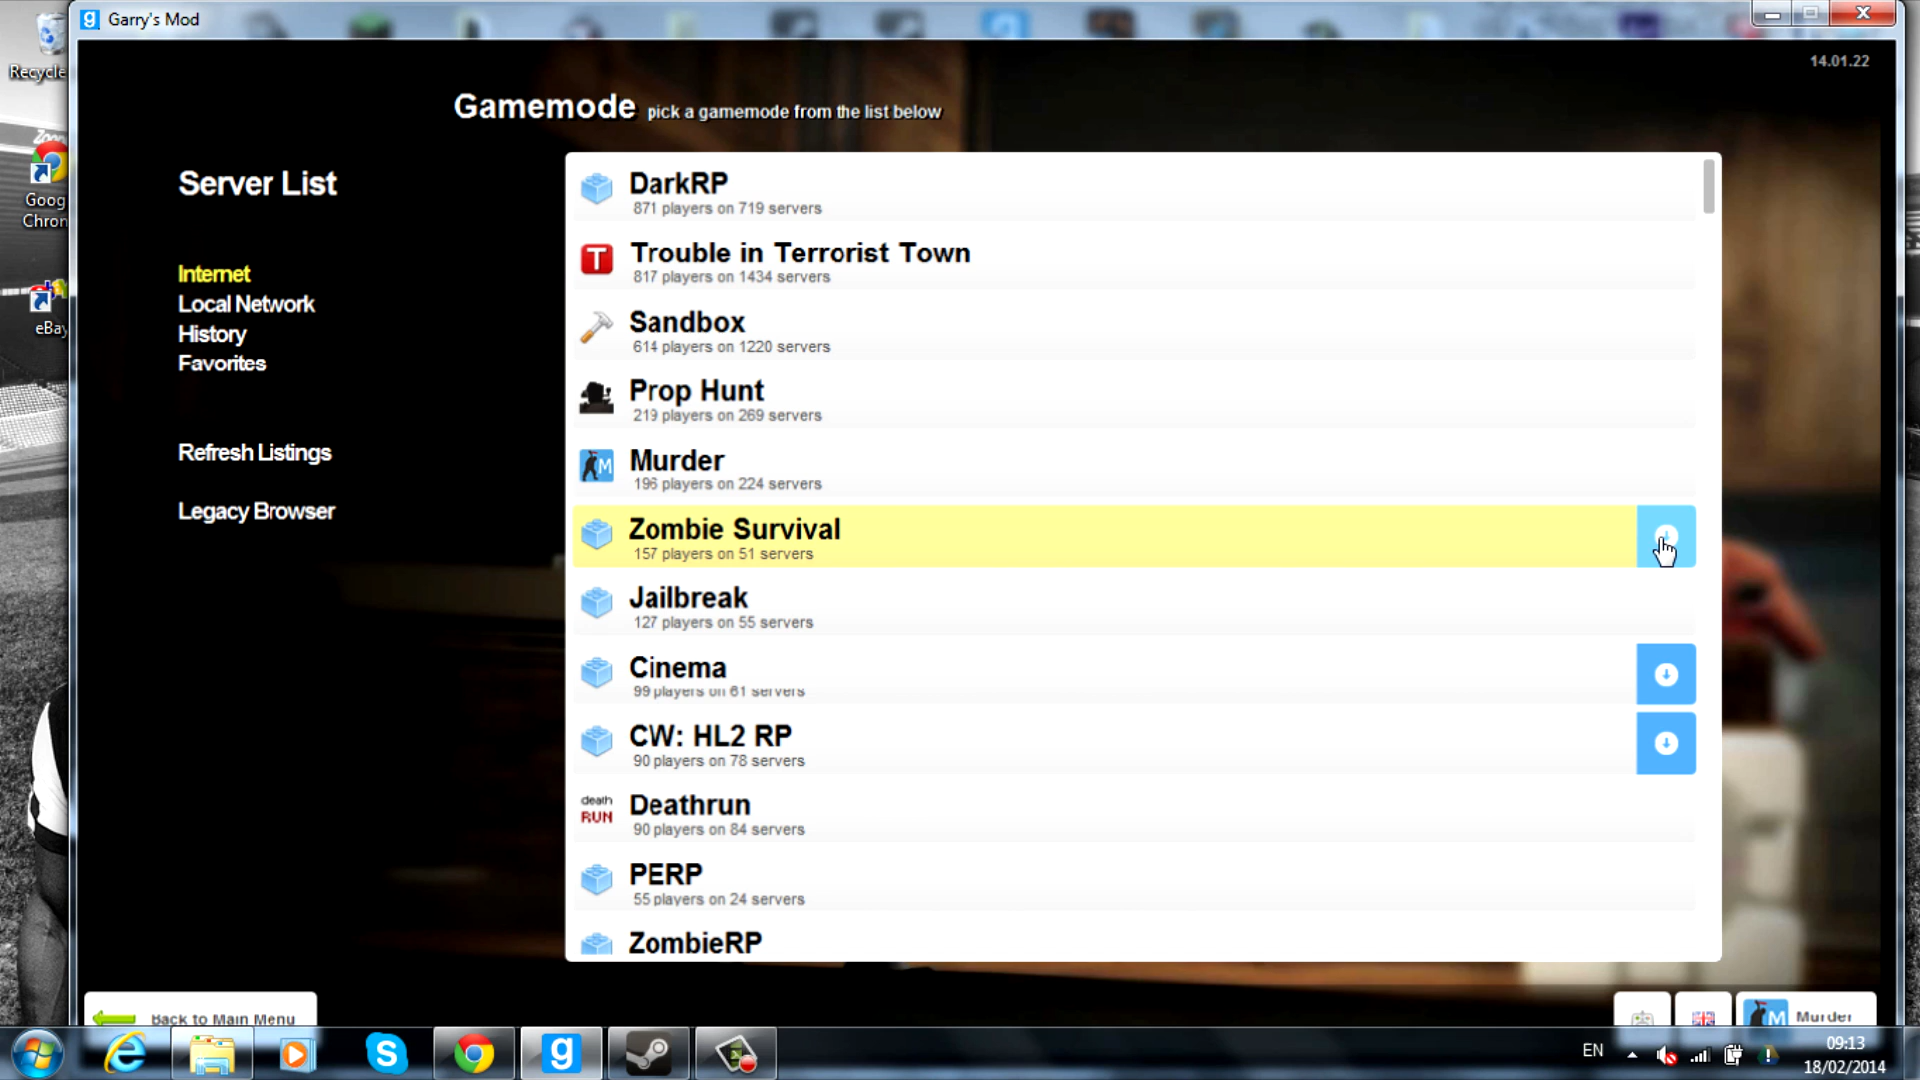 Garry's Mod
14.01.22
Recycle
Goog
Chron
eBay
Gamemode pick a gamemode from the list below
Server List
Internet
Local Network
History
Favorites
Refresh Listings
Legacy Browser
DarkRP
871 players on 719 servers
T
Trouble in Terrorist Town
817 players on 1434 servers
Sandbox
614 players on 1220 servers
Prop Hunt
219 players on 269 servers
M
Murder
196 players on 224 servers
Zombie Survival
157 players on 51 servers
Jailbreak
127 players on 55 servers
Cinema
99 players on 61 servers
CW: HL2 RP
90 players on 78 servers
death
RUN
Deathrun
90 players on 84 servers
PERP
55 players on 24 servers
ZombieRP
Back to Main Menu
M
Murder
EN
09:13
18/02/2014